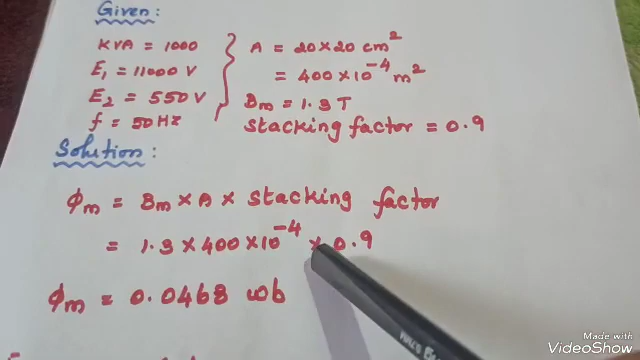 Given:
KVA = 1000
E₁ = 11000 V
E₂ = 550 V
f = 50 Hz
A = 20 × 20 cm²
= 400 × 10⁻⁴ m²
Bm = 1.3 T
Stacking factor = 0.9
Solution:
Φm = Bm × A × Stacking factor
= 1.3 × 400 × 10⁻⁴ × 0.9
Φm = 0.0468 wb
Made with
VideoShow